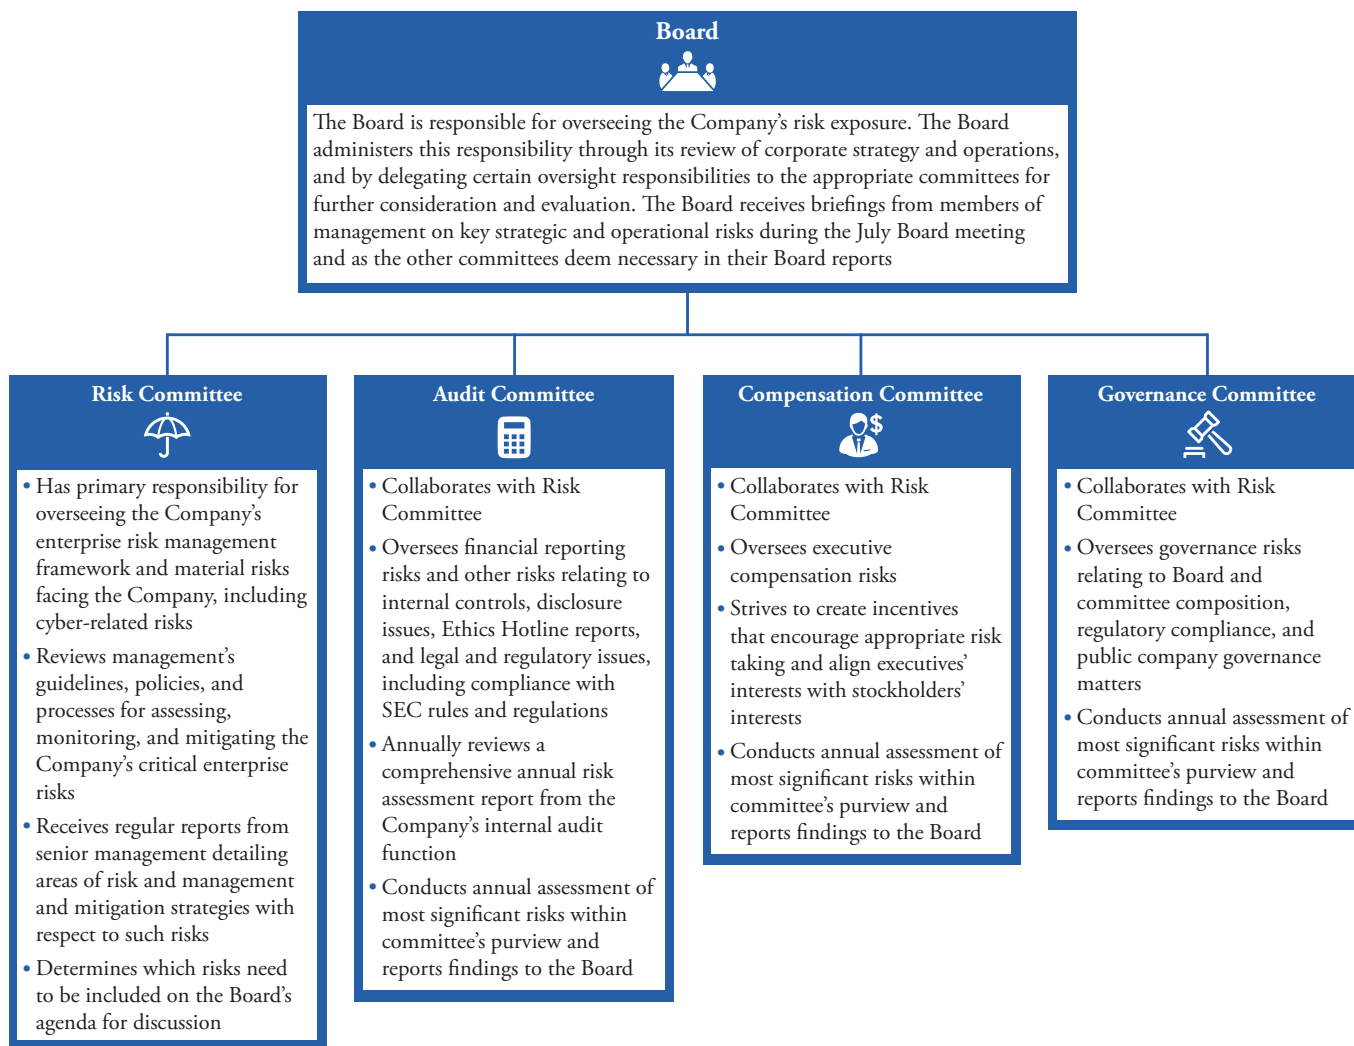 Board
The Board is responsible for overseeing the Company’s risk exposure. The Board
administers this responsibility through its review of corporate strategy and operations,
and by delegating certain oversight responsibilities to the appropriate committees for
further consideration and evaluation. The Board receives briefings from members of
management on key strategic and operational risks during the July Board meeting
and as the other committees deem necessary in their Board reports
Risk Committee
• Has primary responsibility for
overseeing the Company’s
enterprise risk management
framework and material risks
facing the Company, including
cyber-related risks
• Reviews management’s
guidelines, policies, and
processes for assessing,
monitoring, and mitigating the
Company’s critical enterprise
risks
• Receives regular reports from
senior management detailing
areas of risk and management
and mitigation strategies with
respect to such risks
• Determines which risks need
to be included on the Board’s
agenda for discussion
Audit Committee
• Collaborates with Risk
Committee
• Oversees financial reporting
risks and other risks relating to
internal controls, disclosure
issues, Ethics Hotline reports,
and legal and regulatory issues,
including compliance with
SEC rules and regulations
• Annually reviews a
comprehensive annual risk
assessment report from the
Company’s internal audit
function
• Conducts annual assessment of
most significant risks within
committee’s purview and
reports findings to the Board
Compensation Committee
$
• Collaborates with Risk
Committee
• Oversees executive
compensation risks
• Strives to create incentives
that encourage appropriate risk
taking and align executives’
interests with stockholders’
interests
• Conducts annual assessment of
most significant risks within
committee’s purview and
reports findings to the Board
Governance Committee
• Collaborates with Risk
Committee
• Oversees governance risks
relating to Board and
committee composition,
regulatory compliance, and
public company governance
matters
• Conducts annual assessment of
most significant risks within
committee’s purview and
reports findings to the Board